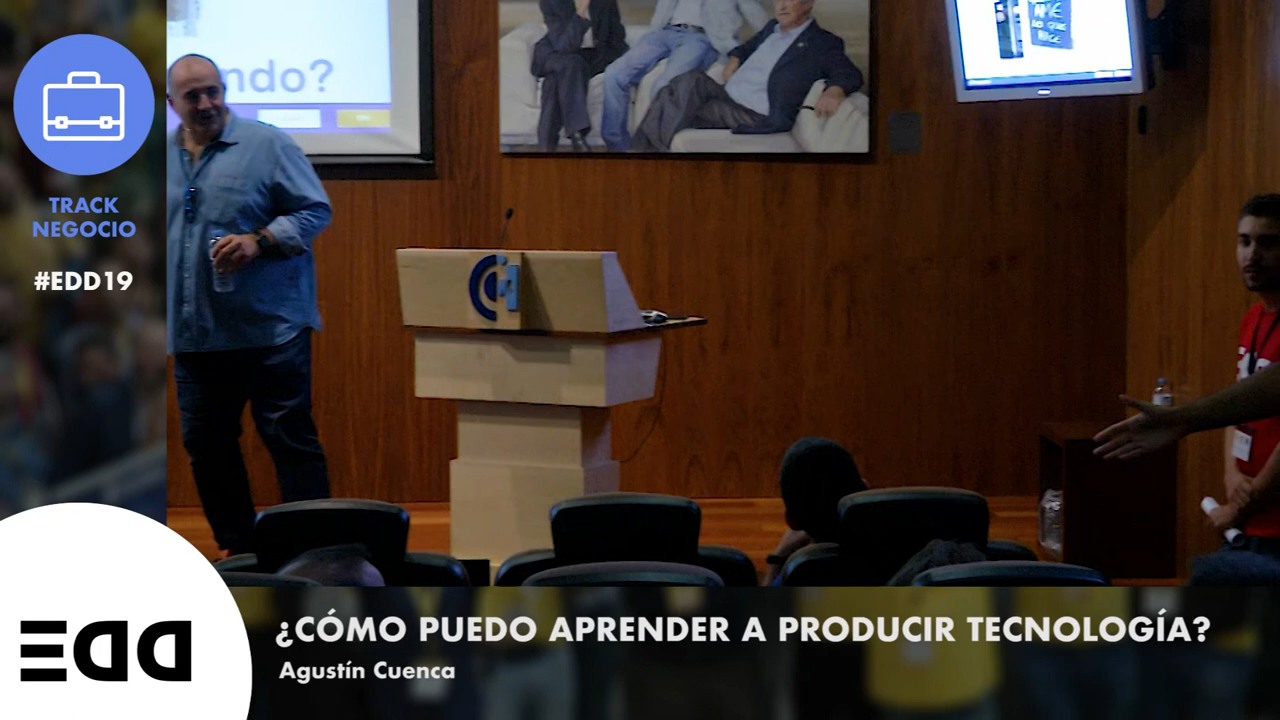 ndo?
TRACK
NEGOCIO
#EDD19
EDD
¿CÓMO PUEDO APRENDER A PRODUCIR TECNOLOGÍA?
Agustín Cuenca